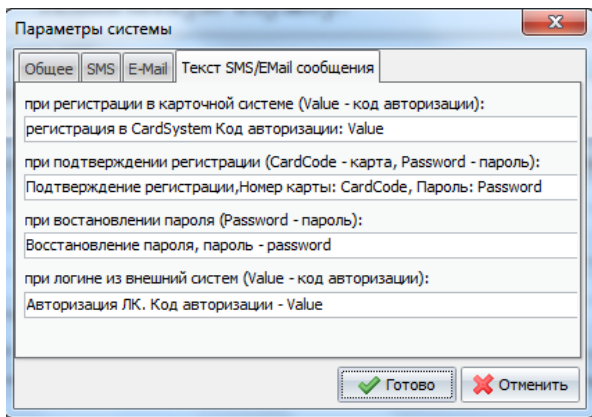 Параметры системы
Общее SMS E-Mail Текст SMS/EMail сообщения
при регистрации в карточной системе (Value - код авторизации):
регистрация в CardSystem Код авторизации: Value
при подтверждении регистрации (CardCode - карта, Password - пароль):
Подтверждение регистрации,Номер карты: CardCode, Пароль: Password
при востановлении пароля (Password - пароль):
Восстановление пароля, пароль - password
при логине из внешний систем (Value - код авторизации):
Авторизация ЛК. Код авторизации - Value
Готово Отменить